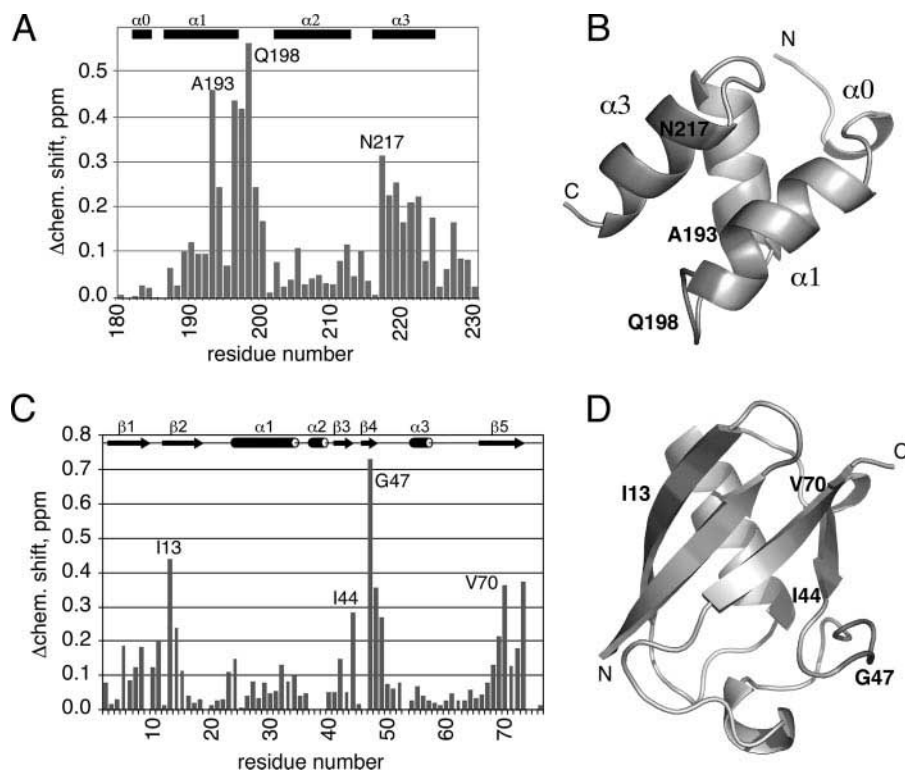 A
α0 α1 α2 α3
Δchem. shift, ppm
0.5
0.4
0.3
0.2
0.1
0.0
Q198
A193
N217
180 190 200 210 220 230
residue number
B
N
α0
α3
N217
C
A193
α1
Q198
C
β1 β2 α1 α2 β3 β4 α3 β5
Δchem. shift, ppm
0.8
0.7
0.6
0.5
0.4
0.3
0.2
0.1
0.0
G47
I13
I44
V70
10 20 30 40 50 60 70
residue number
D
C
V70
I13
I44
N
G47